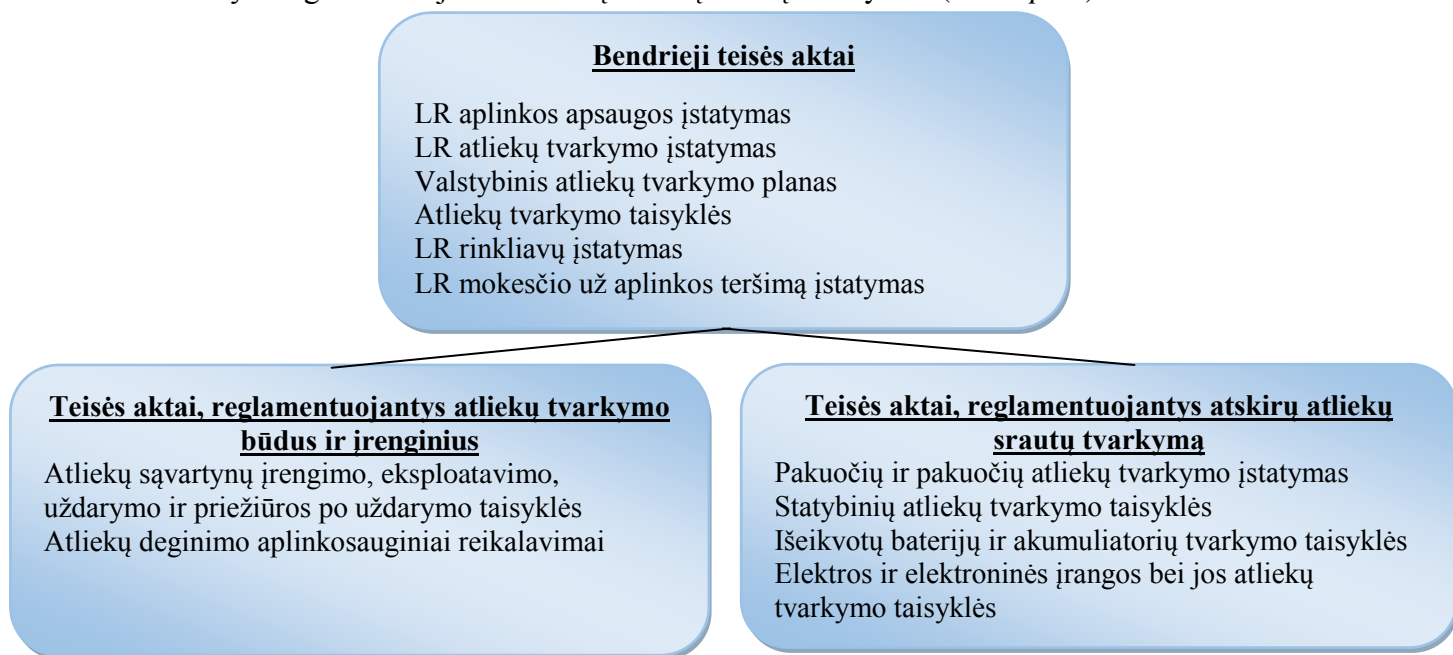 Bendrieji teisės aktai
LR aplinkos apsaugos įstatymas
LR atliekų tvarkymo įstatymas
Valstybinis atliekų tvarkymo planas
Atliekų tvarkymo taisyklės
LR rinkliavų įstatymas
LR mokesčio už aplinkos teršimą įstatymas
Teisės aktai, reglamentuojantys atliekų tvarkymo
būdus ir įrenginius
Atliekų sąvartynų įrengimo, eksploatavimo,
uždarymo ir priežiūros po uždarymo taisyklės
Atliekų deginimo aplinkosauginiai reikalavimai
Teisės aktai, reglamentuojantys atskirų atliekų
srautų tvarkymą
Pakuočių ir pakuočių atliekų tvarkymo įstatymas
Statybinių atliekų tvarkymo taisyklės
Išeikvotų baterijų ir akumuliatorių tvarkymo taisyklės
Elektros ir elektroninės įrangos bei jos atliekų
tvarkymo taisyklės